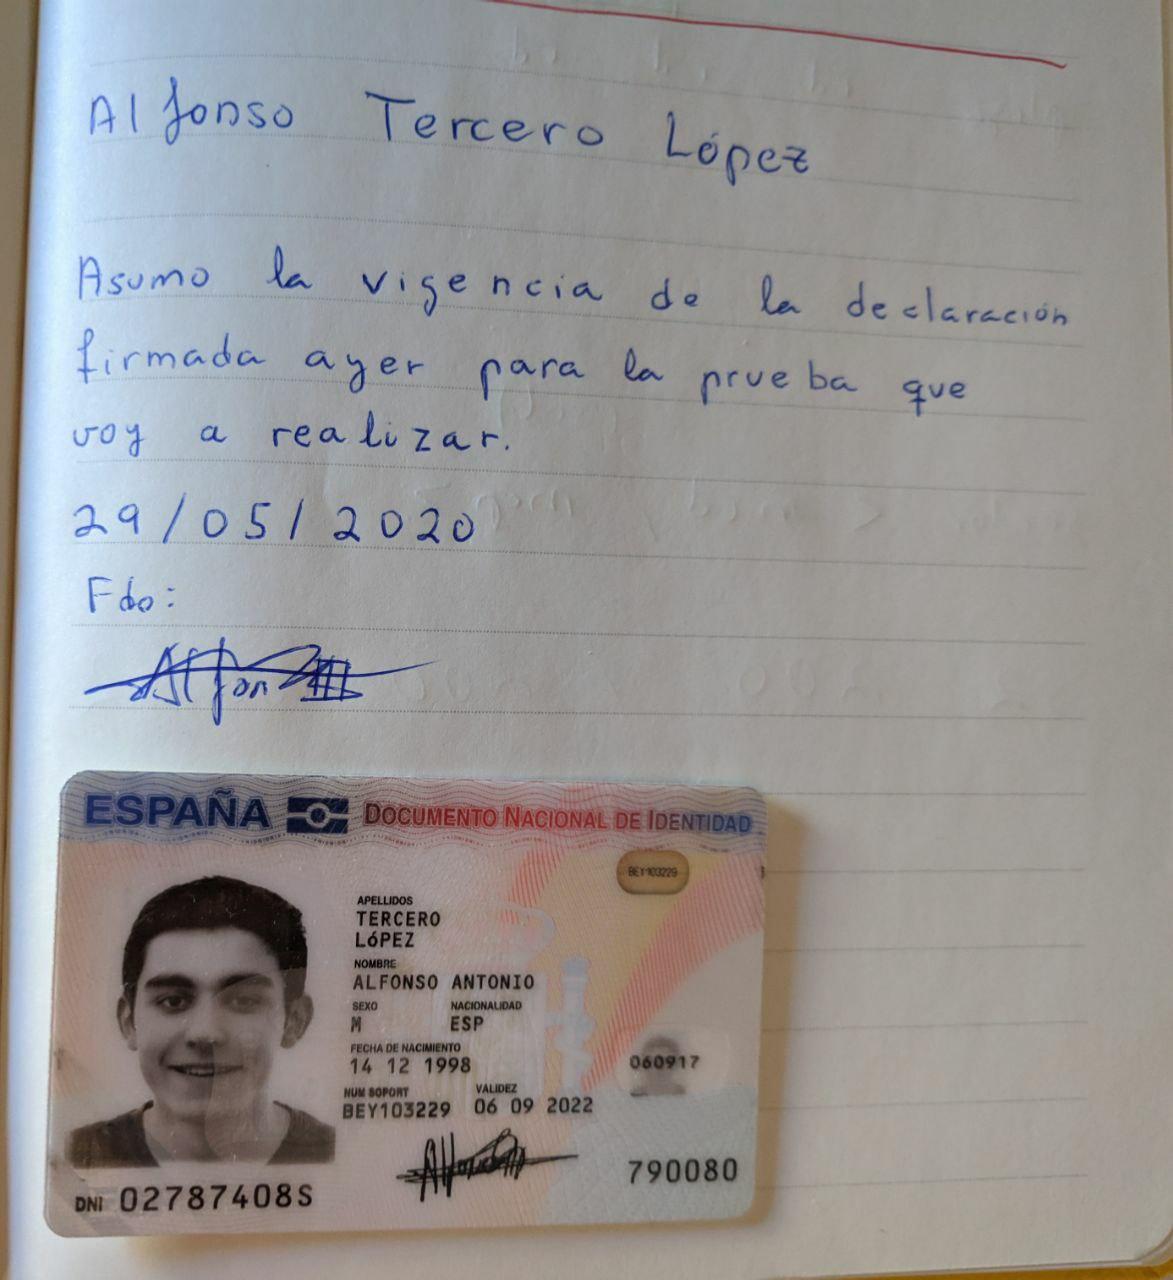 Alfonso Tercero López
Asumo la vigencia de la declaración
firmada ayer para la prueba que
voy a realizar.
29/05/2020
Fdo:
Alfon
ESPAÑA DOCUMENTO NACIONAL DE IDENTIDAD
BEY103229
APELLIDOS
TERCERO
LÓPEZ
NOMBRE
ALFONSO ANTONIO
SEXO NACIONALIDAD
M ESP
FECHA DE NACIMIENTO
14 12 1998
060917
NUM SOPORT VALIDEZ
BEY103229 06 09 2022
790080
DNI 02787408S